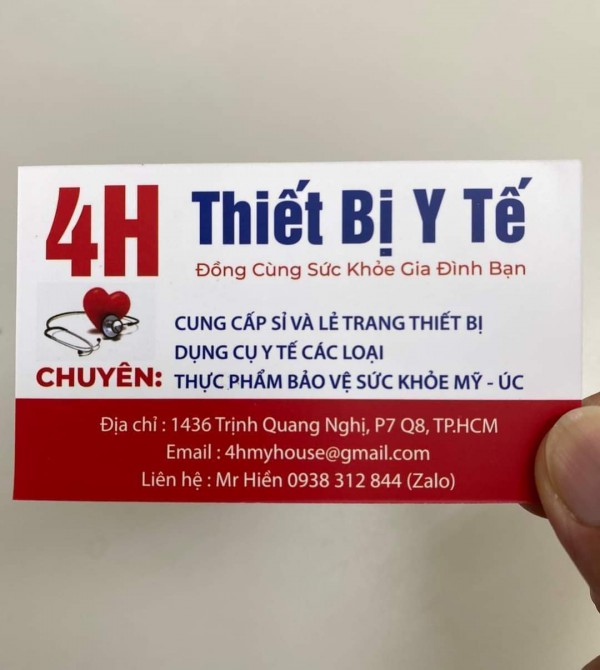 4H Thiết Bị Y Tế
Đồng Cùng Sức Khỏe Gia Đình Bạn
CUNG CẤP SỈ VÀ LẺ TRANG THIẾT BỊ
DỤNG CỤ Y TẾ CÁC LOẠI
CHUYÊN: THỰC PHẨM BẢO VỆ SỨC KHỎE MỸ - ÚC
Địa chỉ : 1436 Trịnh Quang Nghị, P7 Q8, TP.HCM
Email : 4hmyhouse@gmail.com
Liên hệ : Mr Hiền 0938 312 844 (Zalo)